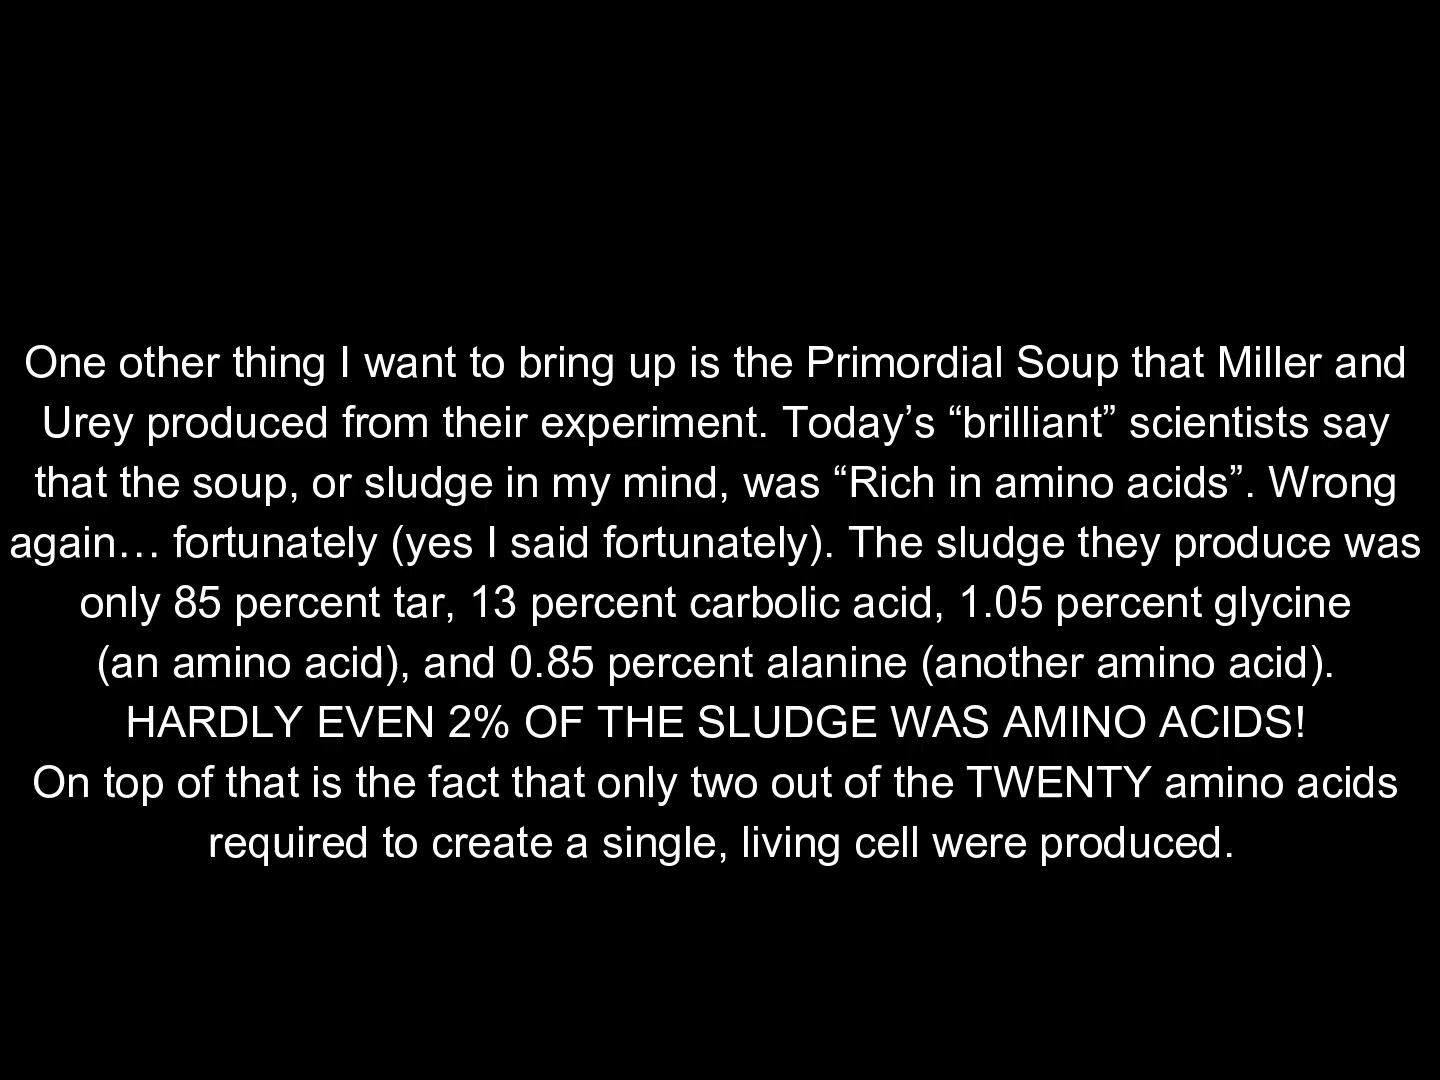 One other thing I want to bring up is the Primordial Soup that Miller and
Urey produced from their experiment. Today’s “brilliant” scientists say
that the soup, or sludge in my mind, was “Rich in amino acids”. Wrong
again… fortunately (yes I said fortunately). The sludge they produce was
only 85 percent tar, 13 percent carbolic acid, 1.05 percent glycine
(an amino acid), and 0.85 percent alanine (another amino acid).
HARDLY EVEN 2% OF THE SLUDGE WAS AMINO ACIDS!
On top of that is the fact that only two out of the TWENTY amino acids
required to create a single, living cell were produced.